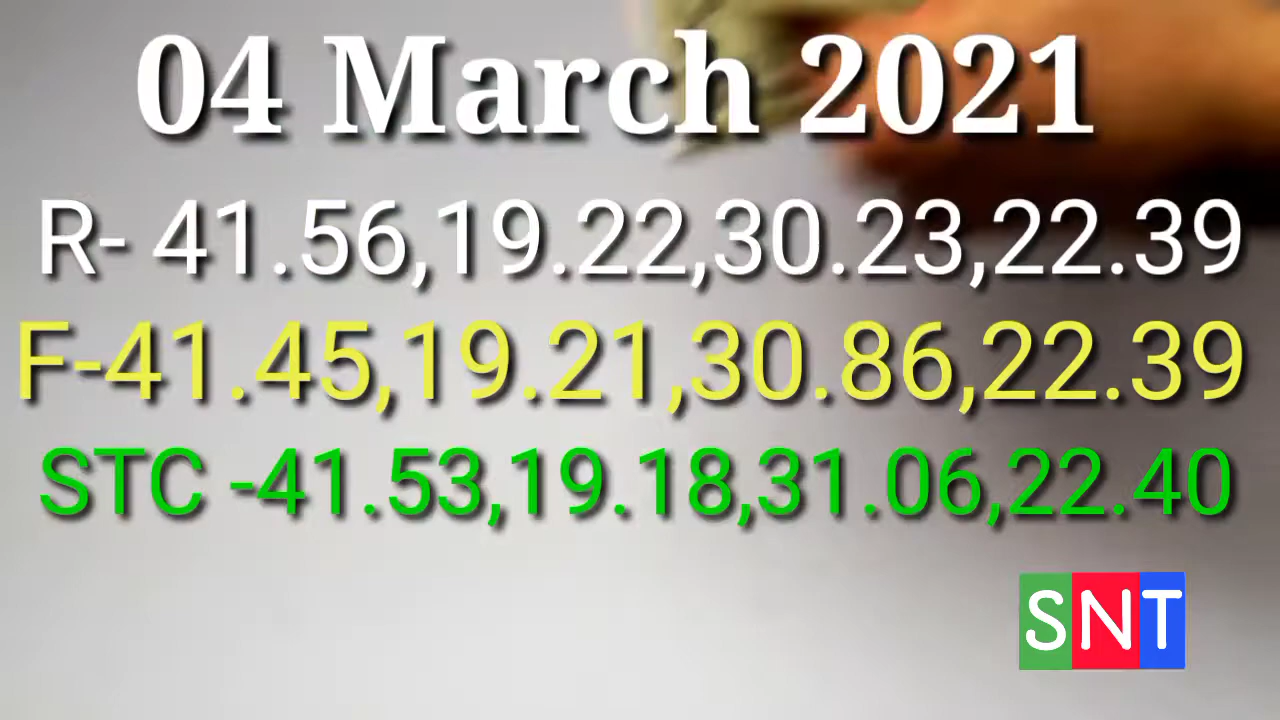 04 March 2021
R- 41.56,19.22,30.23,22.39
F-41.45,19.21,30.86,22.39
STC -41.53,19.18,31.06,22.40
SNT